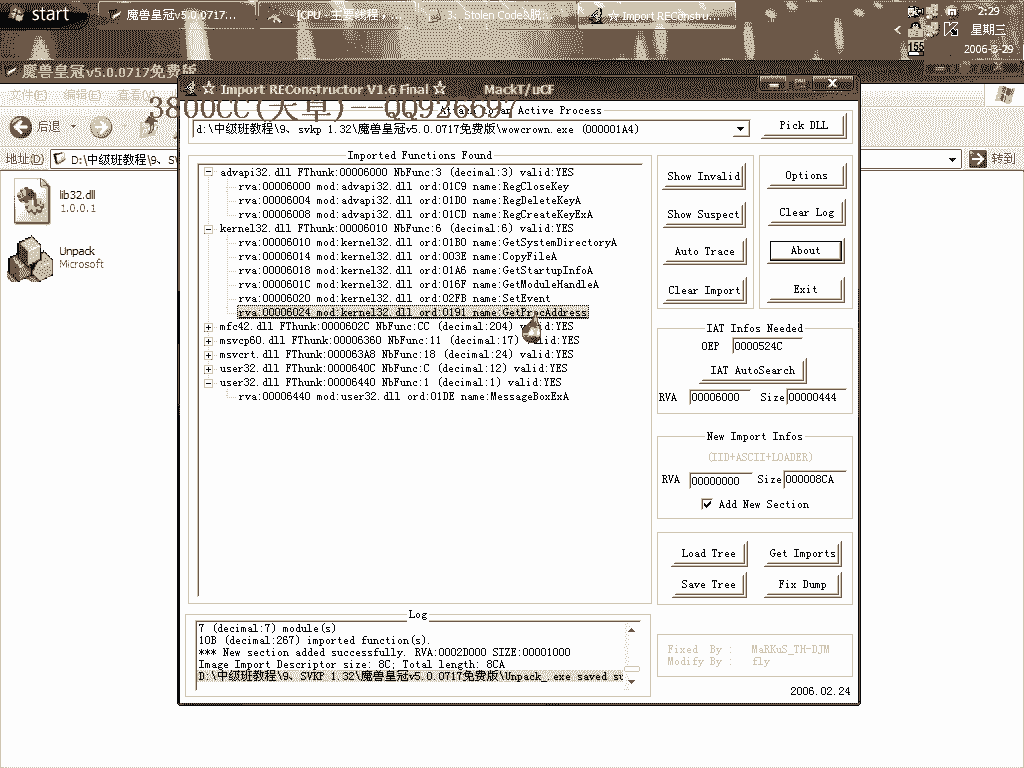 start
魔兽皇冠v5.0.0717...
[CPU - 主要线程，...
3、Stolen Code脱...
☆ Import REConstru...
2:29
星期三
155
2006-3-29
魔兽皇冠v5.0.0717免费版
文件(F) 编辑(E) 查看(V)
☆ Import REConstructor V1.6 Final ☆ MackT/uCF
3800CC(天草)--QQ926697
Attach to an Active Process
后退
d:\中级班教程\9、svkp 1.32\魔兽皇冠v5.0.0717免费版\wowcrown.exe (000001A4)
Pick DLL
地址(D)
D:\中级班教程\9、SV
转到
Imported Functions Found
advapi32.dll FThunk:00006000 NbFunc:3 (decimal:3) valid:YES
rva:00006000 mod:advapi32.dll ord:01C9 name:RegCloseKey
rva:00006004 mod:advapi32.dll ord:01D0 name:RegDeleteKeyA
rva:00006008 mod:advapi32.dll ord:01CD name:RegCreateKeyExA
kernel32.dll FThunk:00006010 NbFunc:6 (decimal:6) valid:YES
rva:00006010 mod:kernel32.dll ord:01B0 name:GetSystemDirectoryA
rva:00006014 mod:kernel32.dll ord:003E name:CopyFileA
rva:00006018 mod:kernel32.dll ord:01A6 name:GetStartupInfoA
rva:0000601C mod:kernel32.dll ord:016F name:GetModuleHandleA
rva:00006020 mod:kernel32.dll ord:02FB name:SetEvent
rva:00006024 mod:kernel32.dll ord:0191 name:GetProcAddress
mfc42.dll FThunk:0000602C NbFunc:CC (decimal:204) valid:YES
msvcp60.dll FThunk:00006360 NbFunc:11 (decimal:17) valid:YES
msvcrt.dll FThunk:000063A8 NbFunc:18 (decimal:24) valid:YES
user32.dll FThunk:0000640C NbFunc:C (decimal:12) valid:YES
user32.dll FThunk:00006440 NbFunc:1 (decimal:1) valid:YES
rva:00006440 mod:user32.dll ord:01DE name:MessageBoxExA
lib32.dll
1.0.0.1
Unpack
Microsoft
Show Invalid
Options
Show Suspect
Clear Log
Auto Trace
About
Clear Import
Exit
IAT Infos Needed
OEP 0000524C
IAT AutoSearch
RVA 00006000 Size 00000444
New Import Infos
(IID+ASCII+LOADER)
RVA 00000000 Size 000008CA
Add New Section
Load Tree
Get Imports
Save Tree
Fix Dump
Log
7 (decimal:7) module(s)
10B (decimal:267) imported function(s).
*** New section added successfully. RVA:0002D000 SIZE:00001000
Image Import Descriptor size: 8C; Total length: 8CA
D:\中级班教程\9、SVKP 1.32\魔兽皇冠v5.0.0717免费版\Unpack_.exe saved su
Fixed By : MaRKuS_TH-DJM
Modify By : fly
2006.02.24